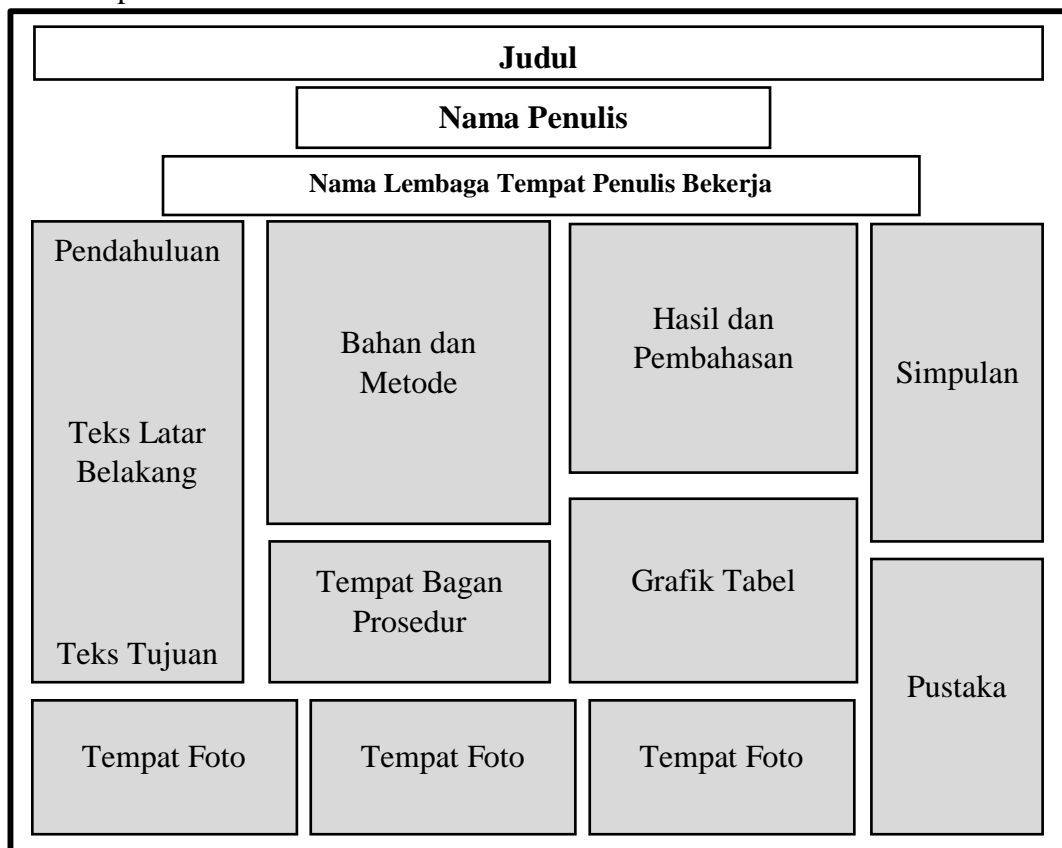 Judul
Nama Penulis
Nama Lembaga Tempat Penulis Bekerja
Pendahuluan
Teks Latar
Belakang
Teks Tujuan
Bahan dan
Metode
Tempat Bagan
Prosedur
Hasil dan
Pembahasan
Grafik Tabel
Simpulan
Pustaka
Tempat Foto
Tempat Foto
Tempat Foto